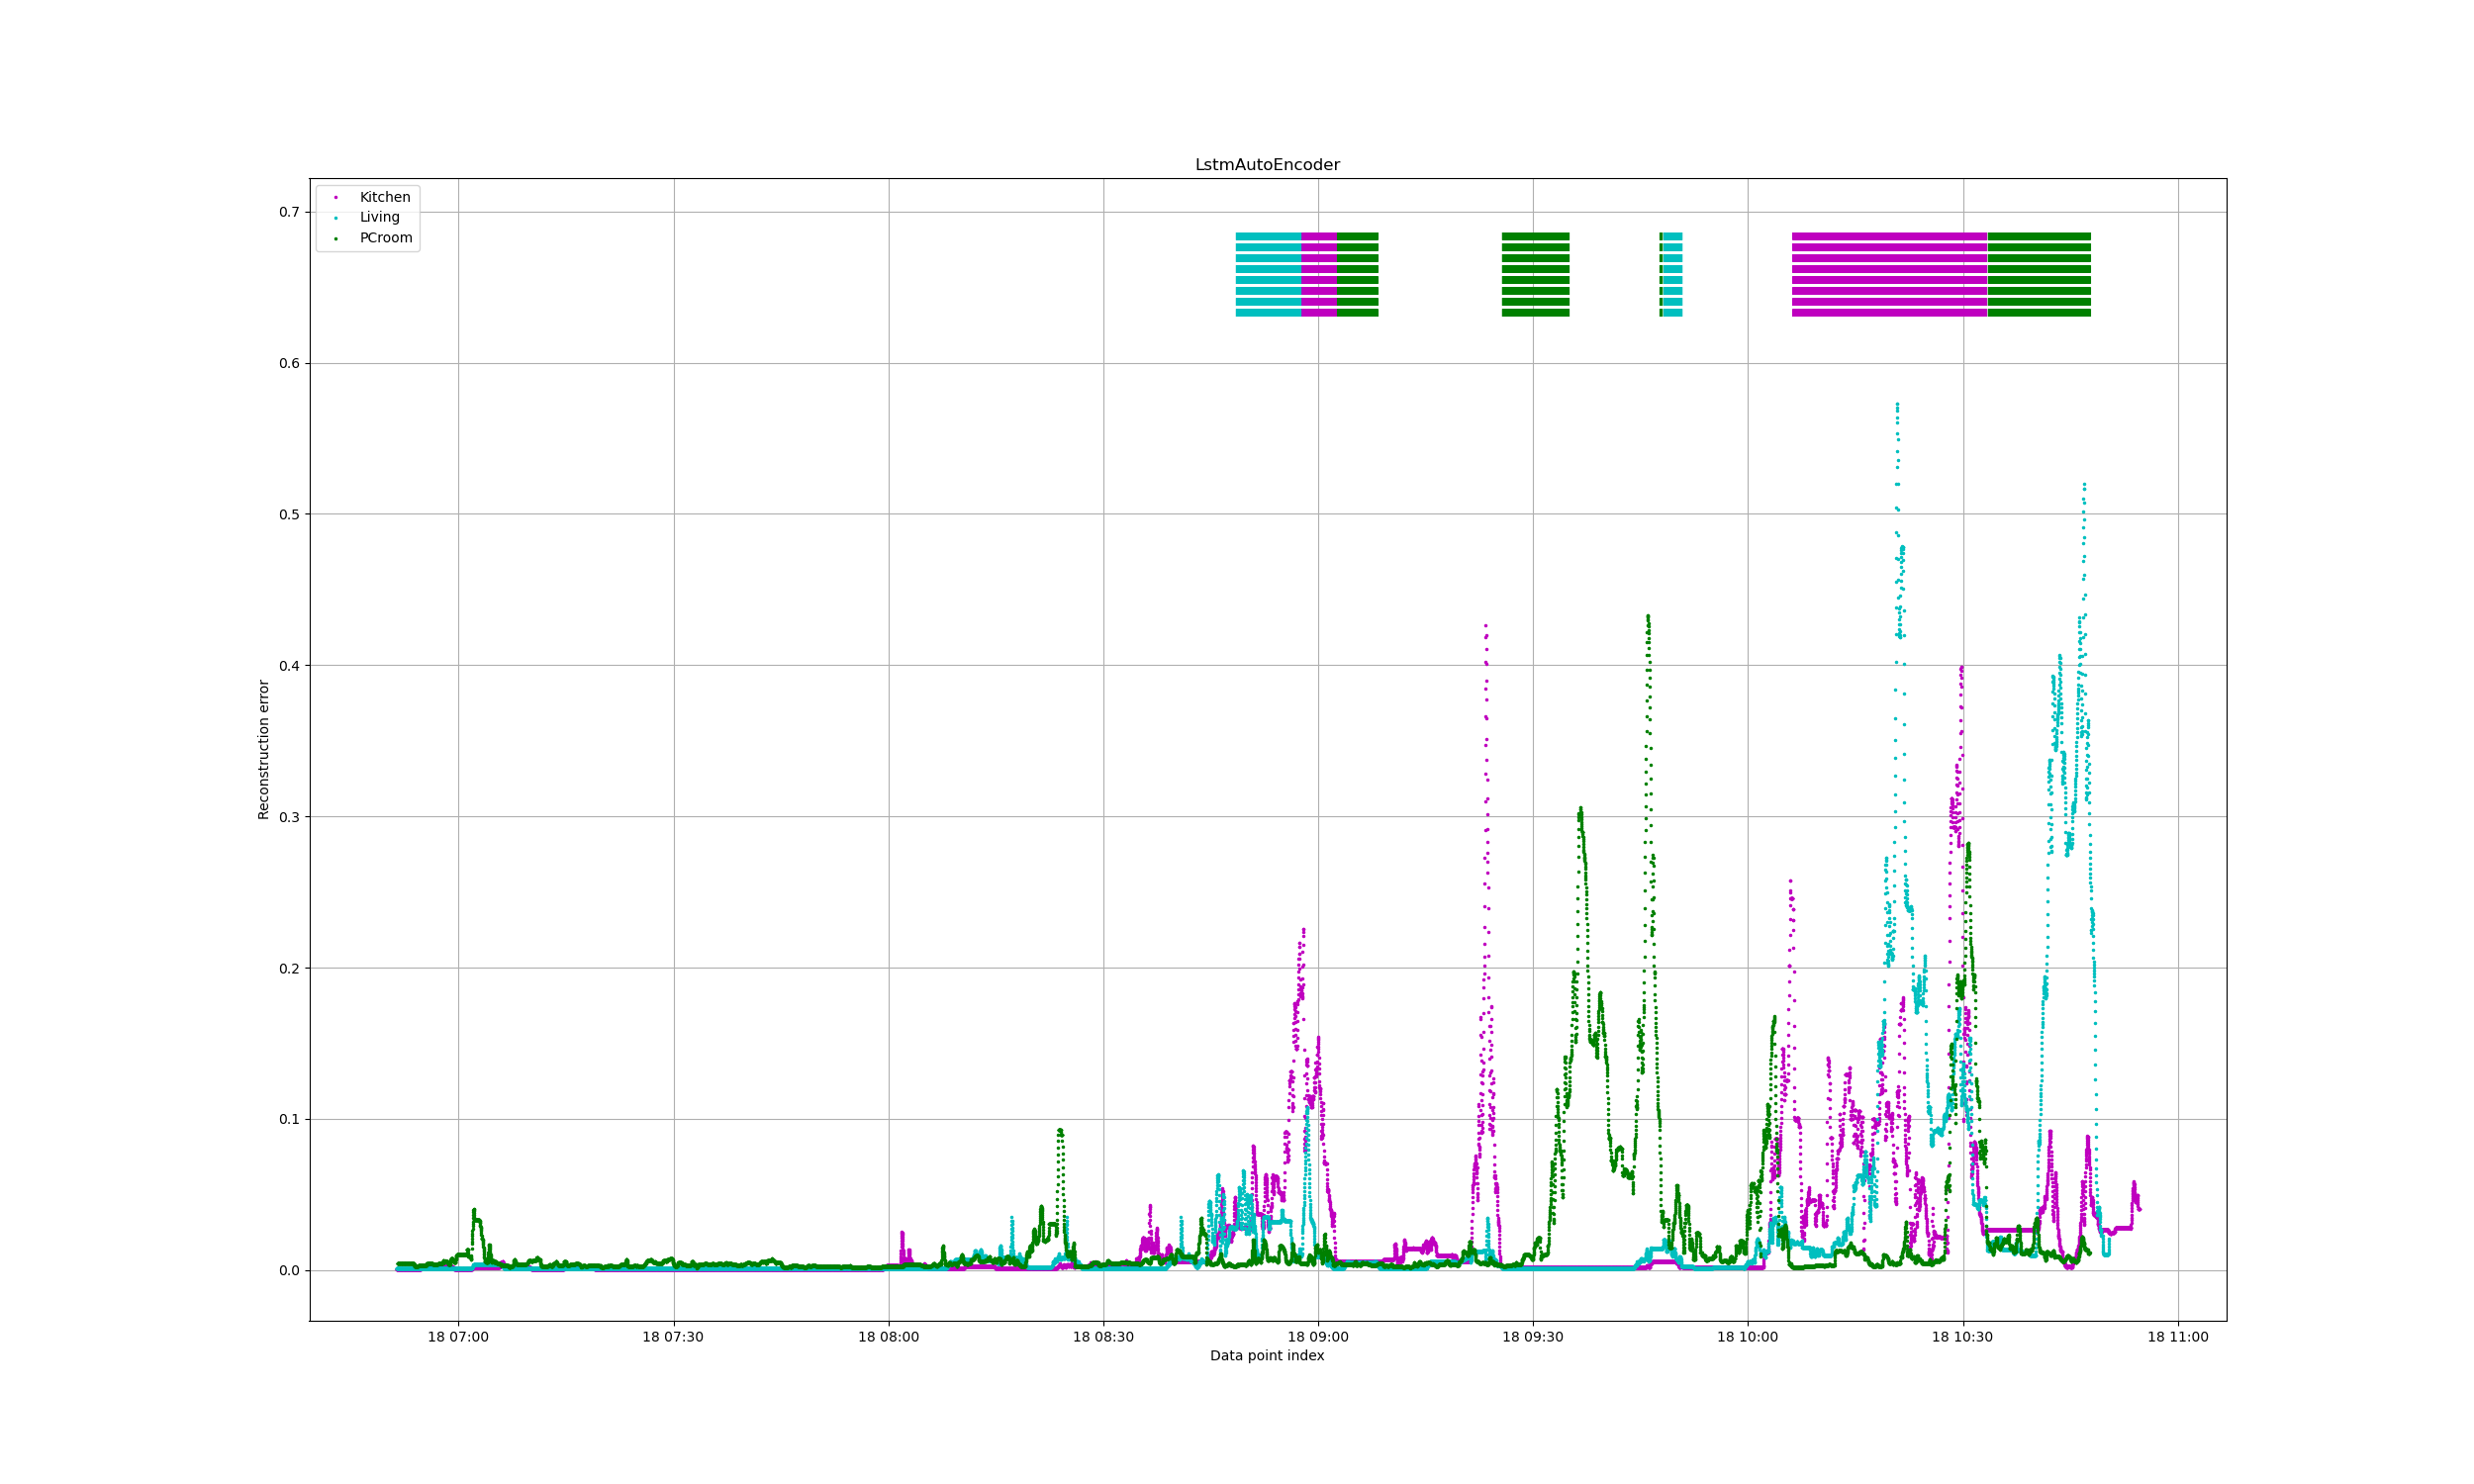 LstmAutoEncoder
Kitchen
Living
PCroom
0.7
0.6
0.5
0.4
0.3
0.2
0.1
0.0
Reconstruction error
18 07:00 18 07:30 18 08:00 18 08:30 18 09:00 18 09:30 18 10:00 18 10:30 18 11:00
Data point index